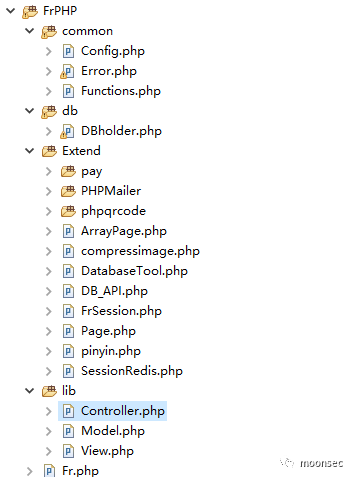 FrPHP
common
Config.php
Error.php
Functions.php
db
DBholder.php
Extend
pay
PHPMailer
phpqrcode
ArrayPage.php
compressimage.php
DatabaseTool.php
DB_API.php
FrSession.php
Page.php
pinyin.php
SessionRedis.php
lib
Controller.php
Model.php
View.php
Fr.php
moonsec